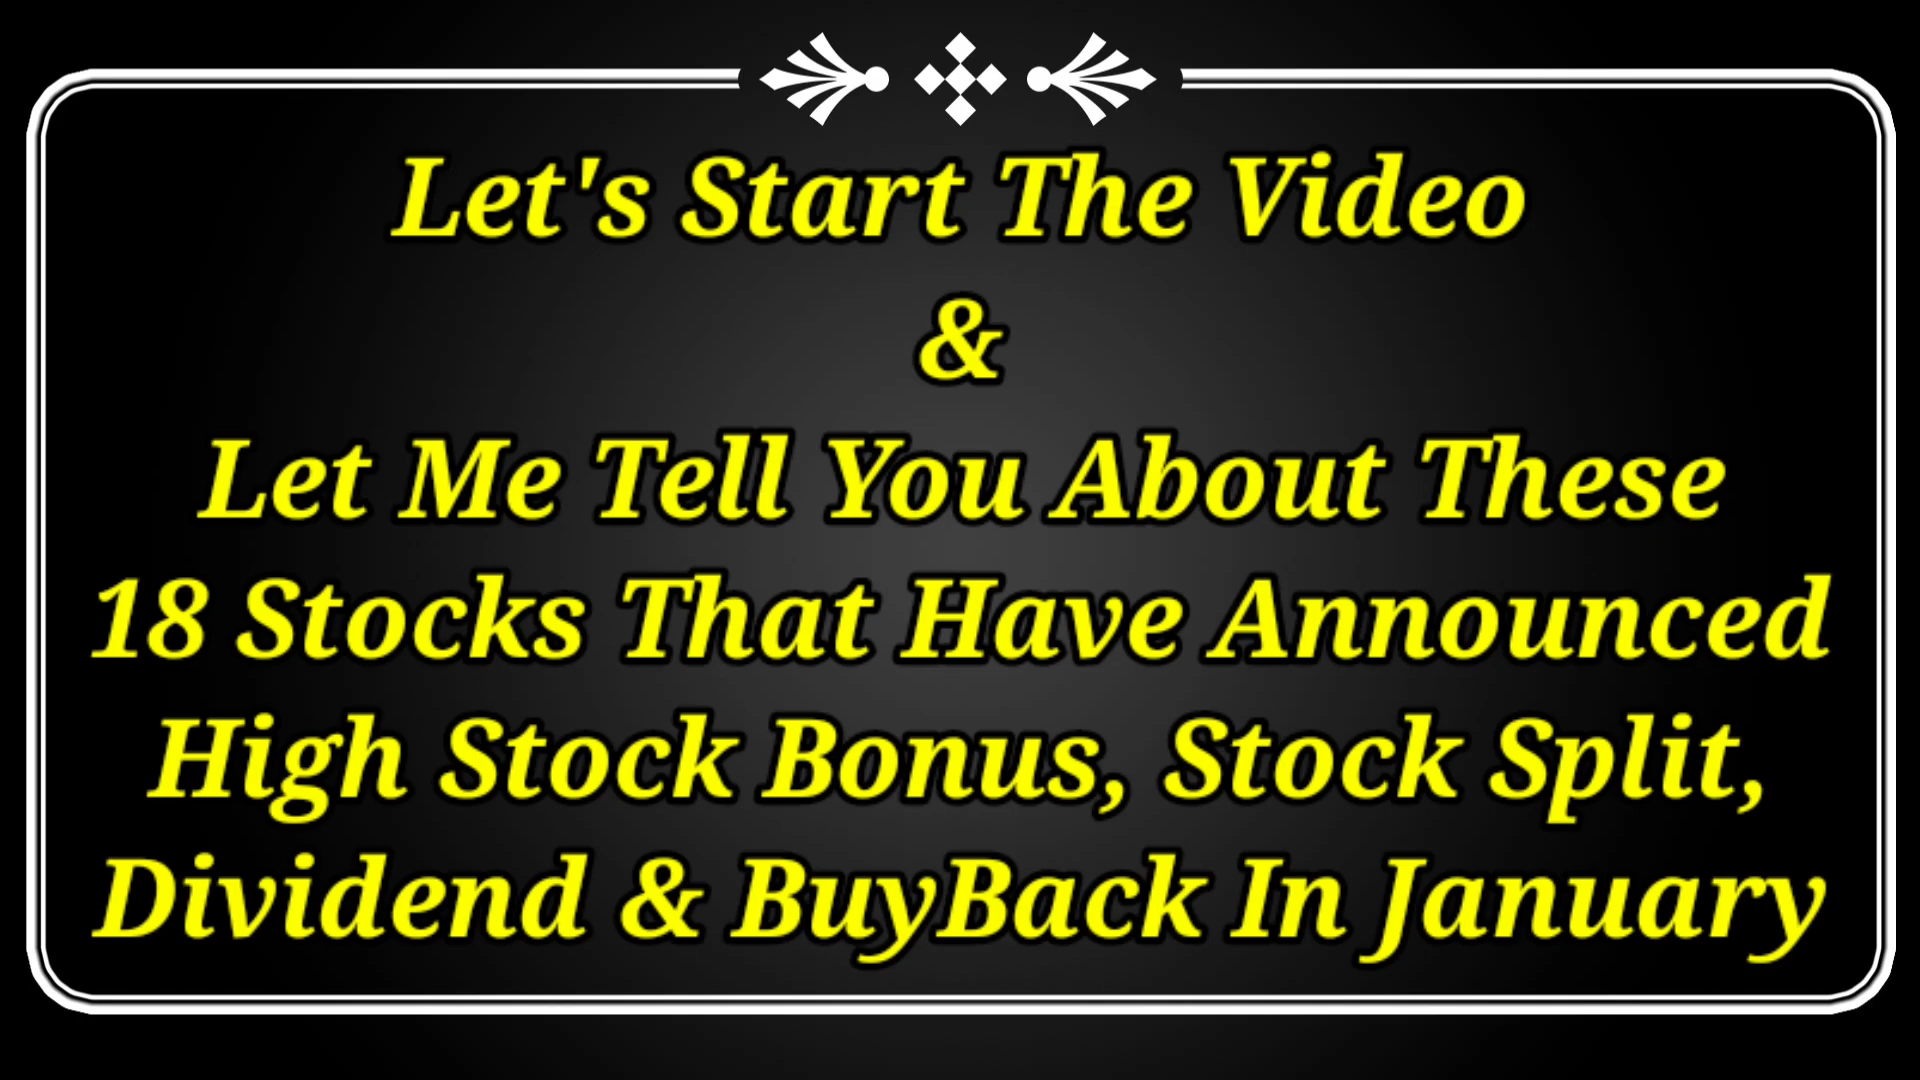 Let's Start The Video
&
Let Me Tell You About These
18 Stocks That Have Announced
High Stock Bonus, Stock Split,
Dividend & BuyBack In January